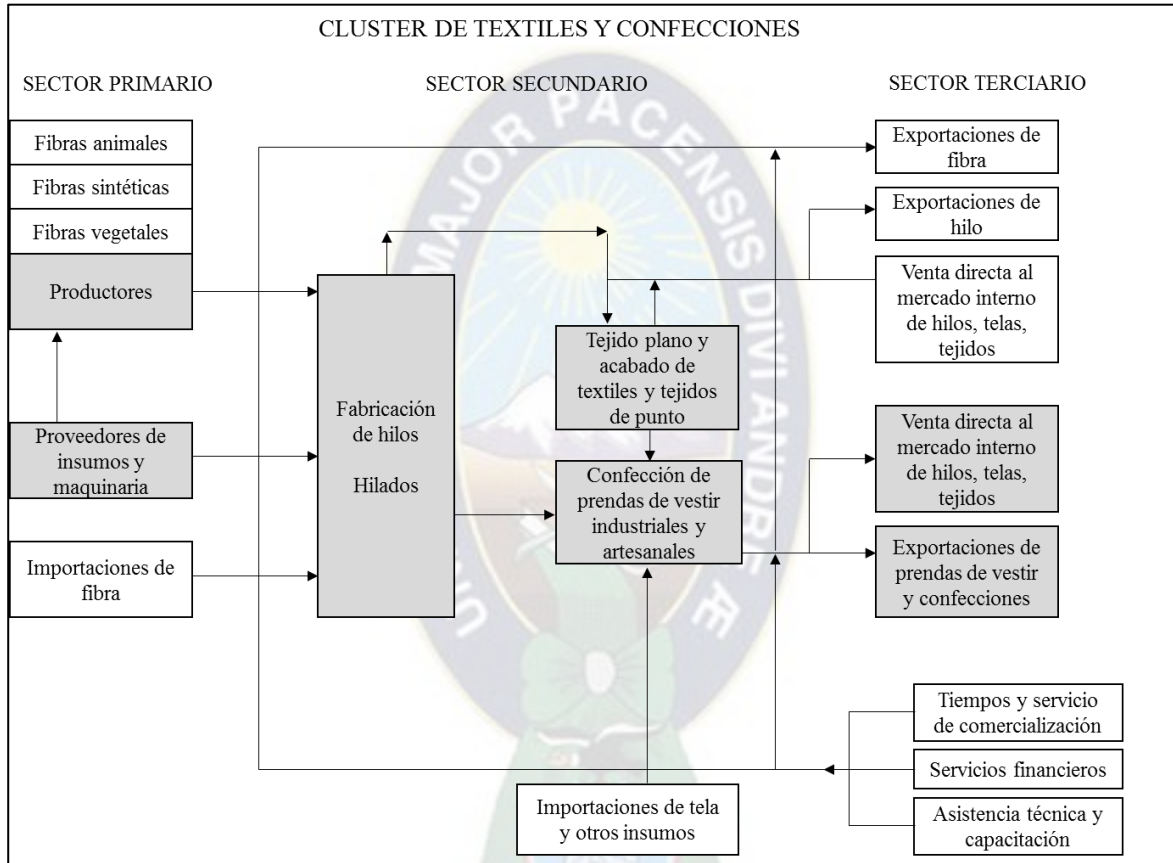 CLUSTER DE TEXTILES Y CONFECCIONES
SECTOR PRIMARIO
SECTOR SECUNDARIO
SECTOR TERCIARIO
Fibras animales
Fibras sintéticas
Fibras vegetales
Productores
Proveedores de
insumos y
maquinaria
Importaciones de
fibra
Fabricación
de hilos
Hilados
Tejido plano y
acabado de
textiles y tejidos
de punto
Confección de
prendas de vestir
industriales y
artesanales
Importaciones de tela
y otros insumos
Exportaciones de
fibra
Exportaciones de
hilo
Venta directa al
mercado interno
de hilos, telas,
tejidos
Venta directa al
mercado interno
de hilos, telas,
tejidos
Exportaciones de
prendas de vestir
y confecciones
Tiempos y servicio
de comercialización
Servicios financieros
Asistencia técnica y
capacitación
MAJOR PACENSIS DIVI ANDRE Æ